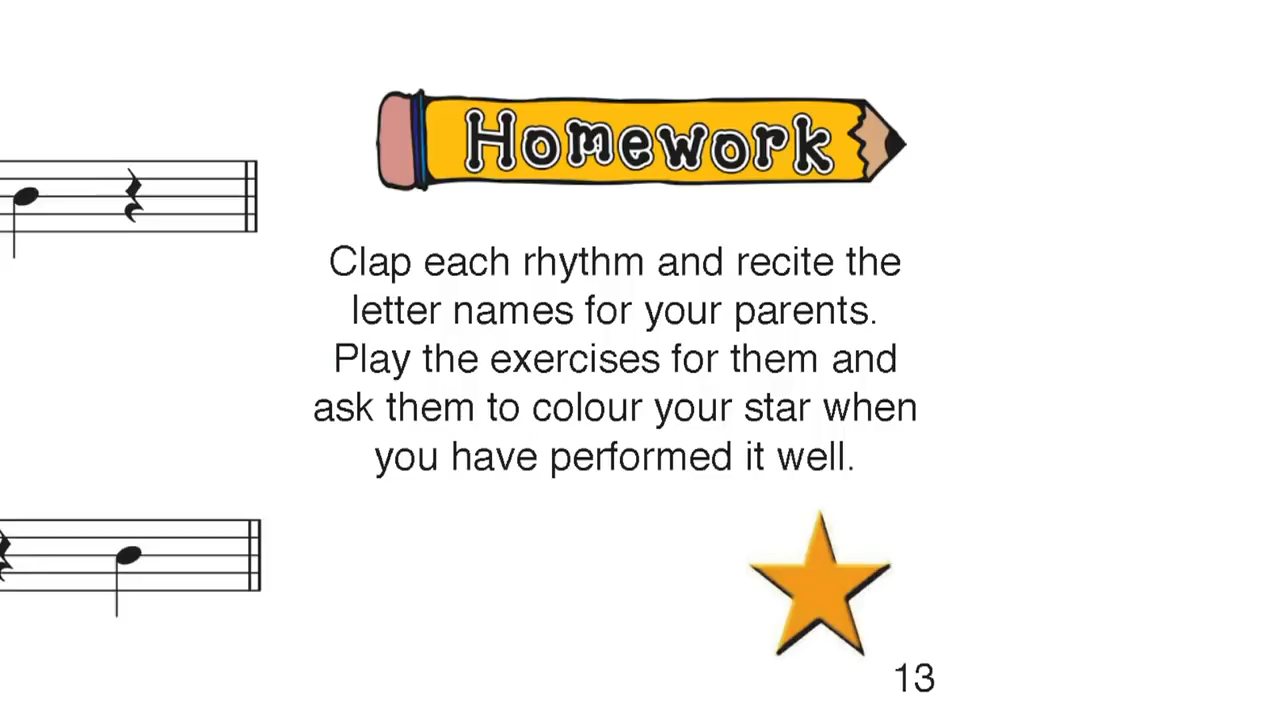 Homework
Clap each rhythm and recite the
letter names for your parents.
Play the exercises for them and
ask them to colour your star when
you have performed it well.
13